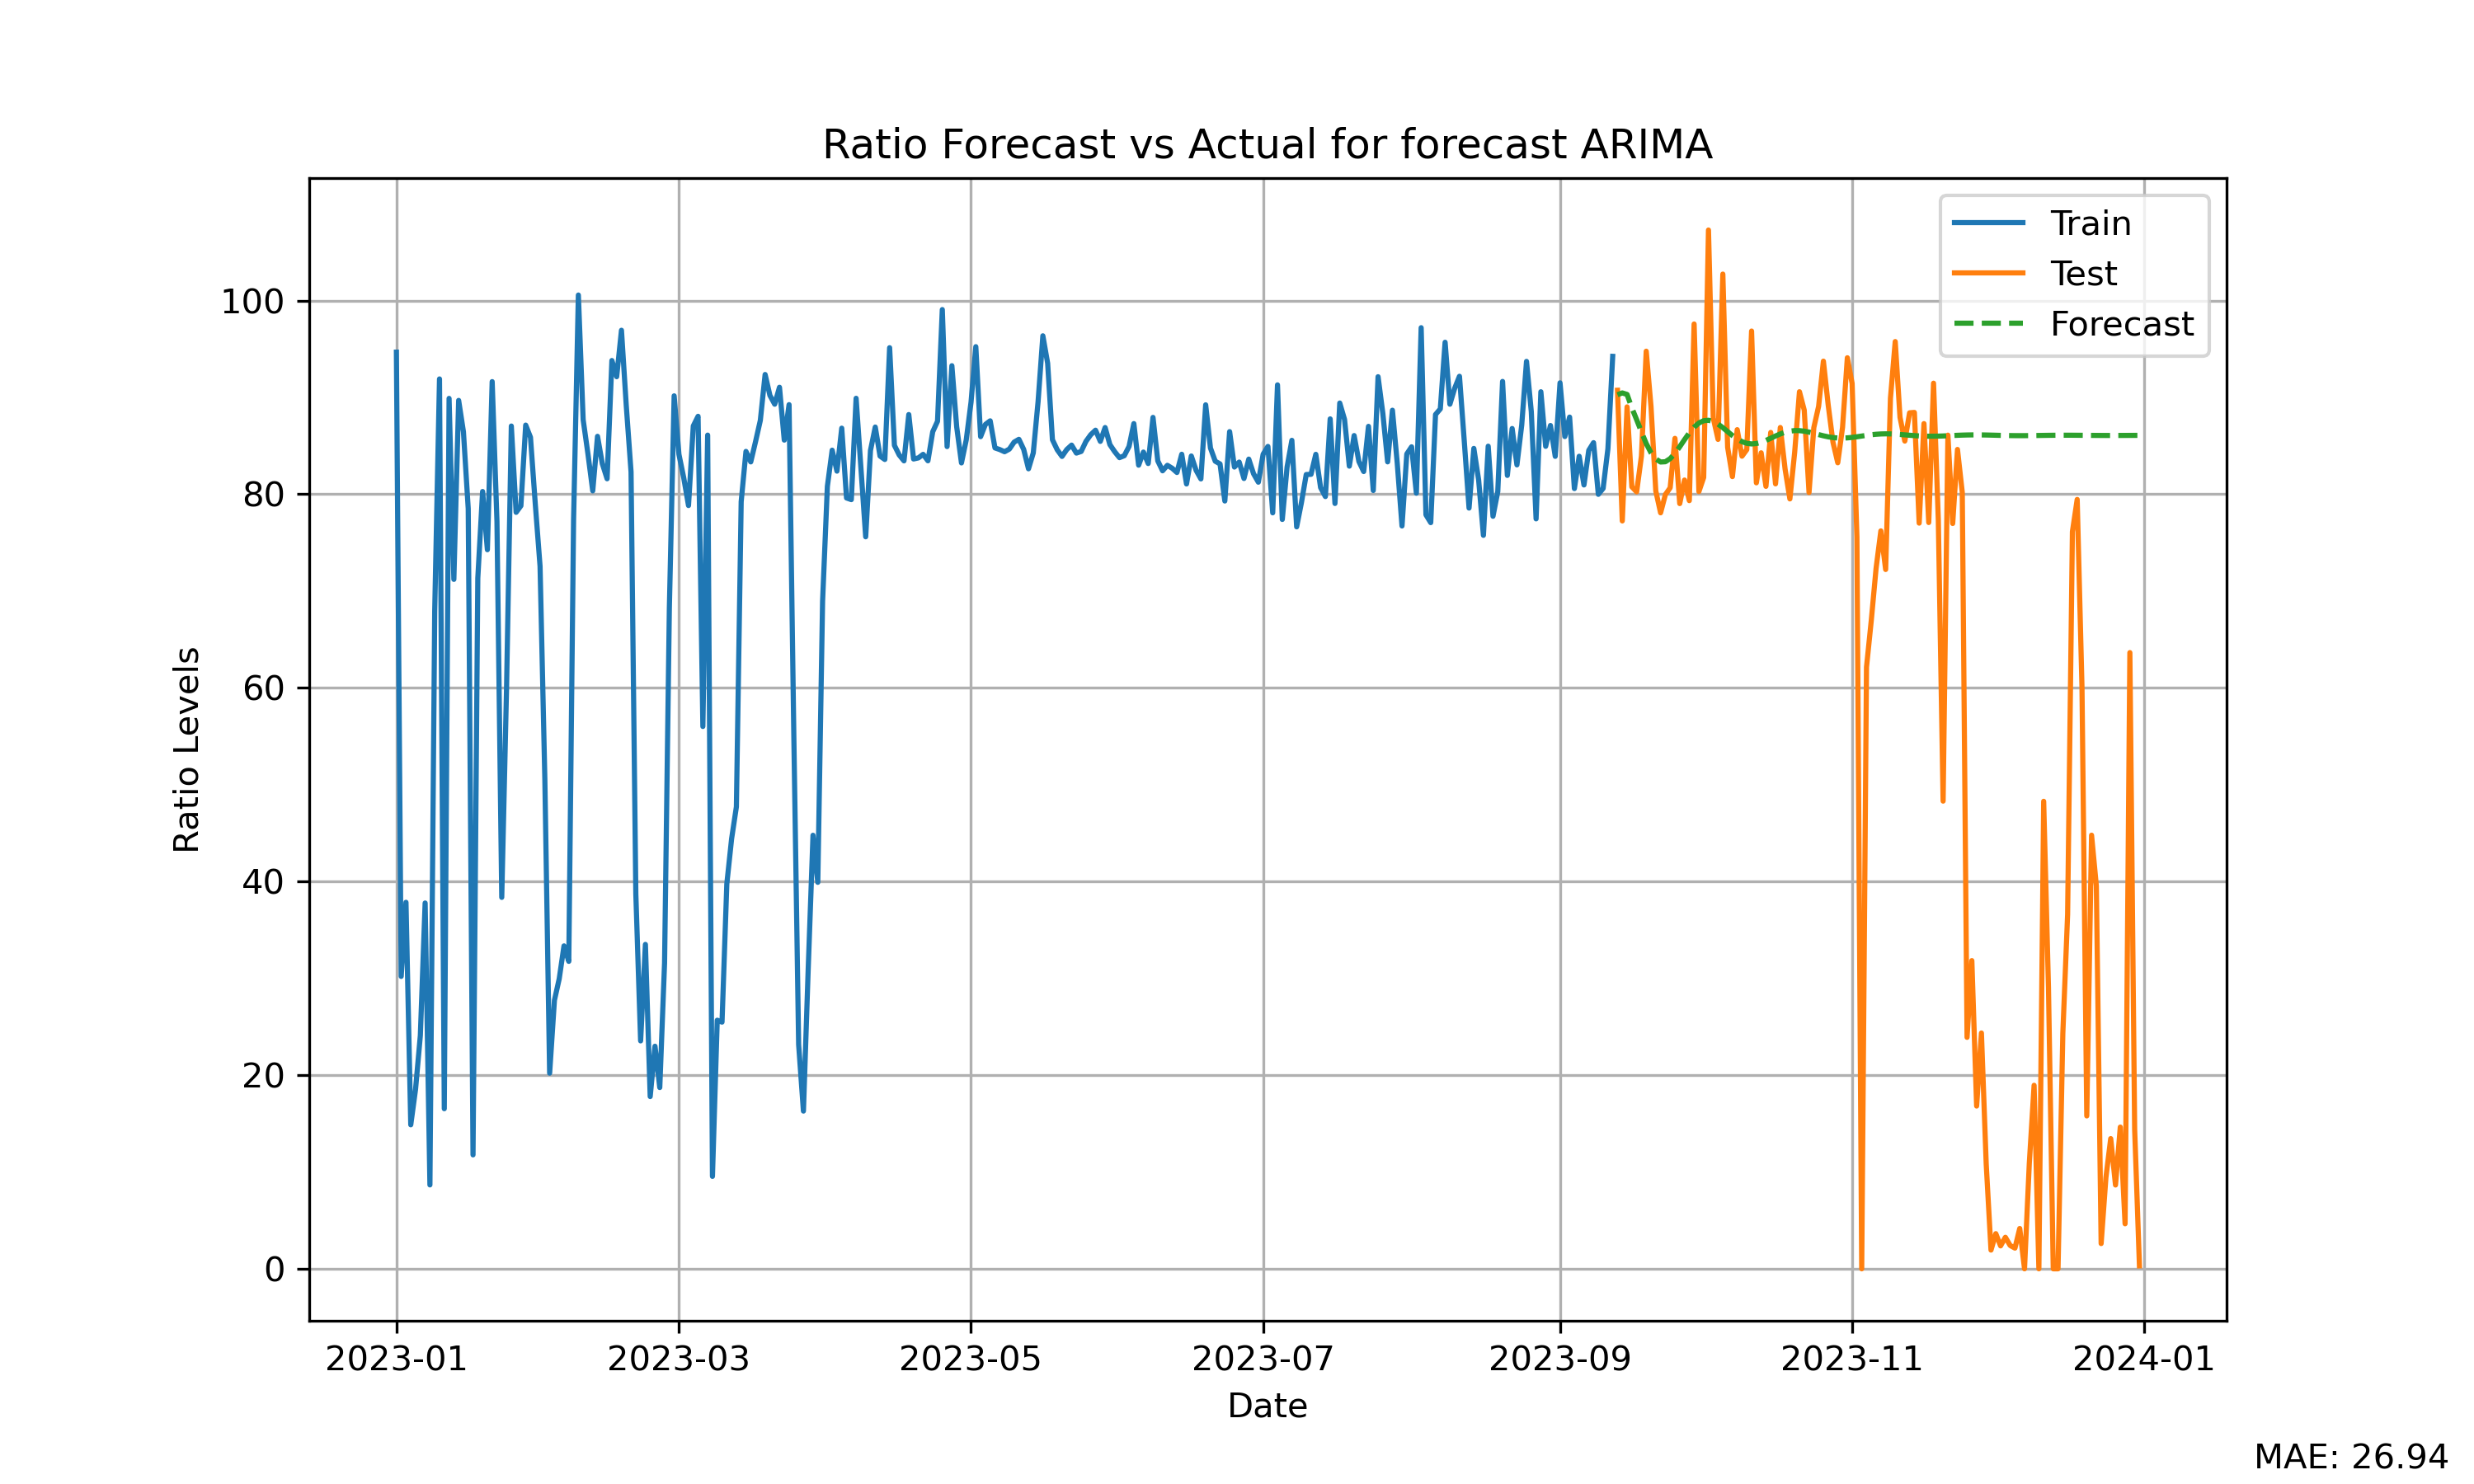 Ratio Forecast vs Actual for forecast ARIMA
Train
Test
Forecast
Ratio Levels
100
80
60
40
20
0
2023-01 2023-03 2023-05 2023-07 2023-09 2023-11 2024-01
Date
MAE: 26.94